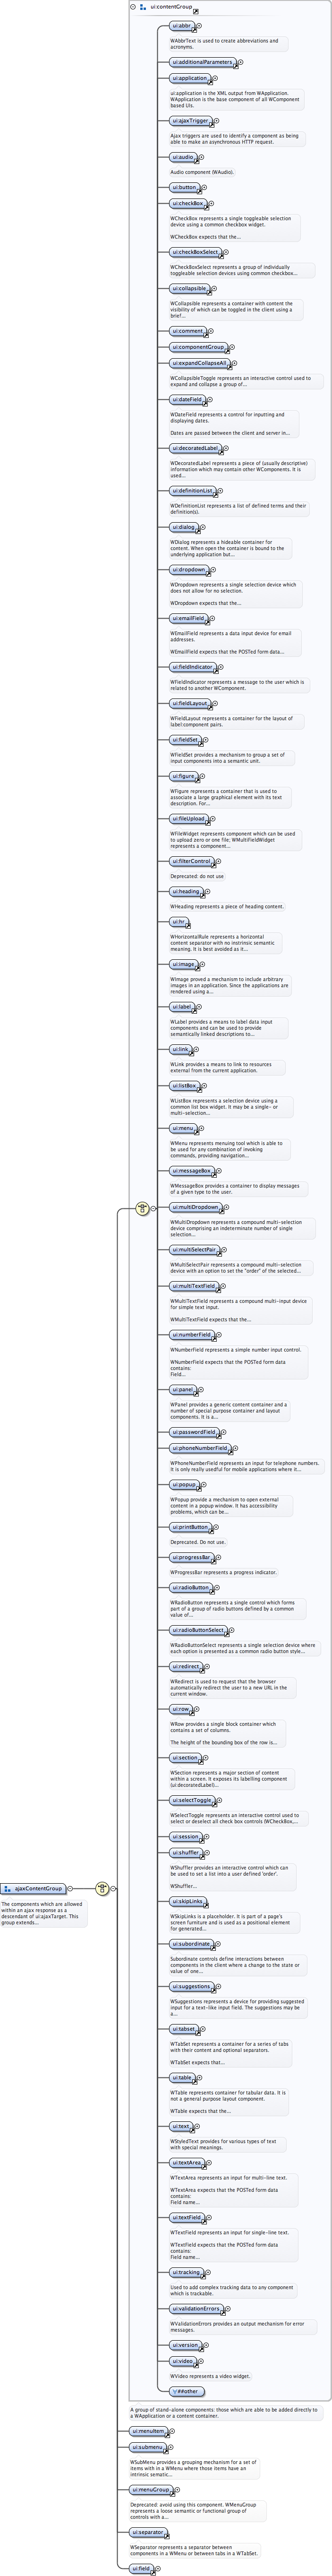 ui:contentGroup
ui:abbr
WAbbrText is used to create abbreviations and
acronyms.
ui:additionalParameters
ui:application
ui:application is the XML output from WApplication.
WApplication is the base component of all WComponent
based UIs.
ui:ajaxTrigger
Ajax triggers are used to identify a component as being
able to make an asynchronous HTTP request.
ui:audio
Audio component (WAudio).
ui:button
ui:checkBox
WCheckBox represents a single toggleable selection
device using a common checkbox widget.
WCheckBox expects that the...
ui:checkBoxSelect
WCheckBoxSelect represents a group of individually
toggleable selection devices using common checkbox...
ui:collapsible
WCollapsible represents a container with content the
visibility of which can be toggled in the client using a
brief...
ui:comment
ui:componentGroup
ui:expandCollapseAll
WCollapsibleToggle represents an interactive control used to
expand and collapse a group of...
ui:dateField
WDateField represents a control for inputting and
displaying dates.
Dates are passed between the client and server in...
ui:decoratedLabel
WDecoratedLabel represents a piece of (usually descriptive)
information which may contain other WComponents. It is
used...
ui:definitionList
WDefinitionList represents a list of defined terms and their
definition(s).
ui:dialog
WDialog represents a hideable container for
content. When open the container is bound to the
underlying application but...
ui:dropdown
WDropdown represents a single selection device which
does not allow for no selection.
WDropdown expects that the...
ui:emailField
WEmailField represents a data input device for email
addresses.
WEmailField expects that the POSTed form data...
ui:fieldIndicator
WFieldIndicator represents a message to the user which is
related to another WComponent.
ui:fieldLayout
WFieldLayout represents a container for the layout of
label:component pairs.
ui:fieldSet
WFieldSet provides a mechanism to group a set of
input components into a semantic unit.
ui:figure
WFigure represents a container that is used to
associate a large graphical element with its text
description. For...
ui:fileUpload
WFileWidget represents component which can be used
to upload zero or one file; WMultiFieldWidget
represents a component...
ui:filterControl
Deprecated: do not use
ui:heading
WHeading represents a piece of heading content.
ui:hr
WHorizontalRule represents a horizontal
content separator with no instrinsic semantic
meaning. It is best avoided as it...
ui:image
WImage proved a mechanism to include arbitrary
images in an application. Since the applications are
rendered using a...
ui:label
WLabel provides a means to label data input
components and can be used to provide
semantically linked descriptions to...
ui:link
WLink provides a means to link to resources
external from the current application.
ui:listBox
WListBox represents a selection device using a
common list box widget. It may be a single- or
multi-selection...
ui:menu
WMenu represents menuing tool which is able to
be used for any combination of invoking
commands, providing navigation...
ui:messageBox
WMessageBox provides a container to display messages
of a given type to the user.
ui:multiDropdown
WMultiDropdown represents a compound multi-selection
device comprising an indeterminate number of single
selection...
ui:multiSelectPair
WMultiSelectPair represents a compound multi-selection
device with an option to set the "order" of the selected...
ui:multiTextField
WMultiTextField represents a compound multi-input device
for simple text input.
WMultiTextField expects that the...
ui:numberField
WNumberField represents a simple number input control.
WNumberField expects that the POSTed form data
contains:
Field...
ui:panel
WPanel provides a generic content container and a
number of special purpose container and layout
components. It is a...
ui:passwordField
ui:phoneNumberField
WPhoneNumberField represents an input for telephone numbers.
It is only really usedful for mobile applications where it...
ui:popup
WPopup provide a mechanism to open external
content in a popup window. It has accessibility
problems, which can be...
ui:printButton
Deprecated. Do not use.
ui:progressBar
WProgressBar represents a progress indicator.
ui:radioButton
WRadioButton represents a single control which forms
part of a group of radio buttons defined by a common
value of...
ui:radioButtonSelect
WRadioButtonSelect represents a single selection device where
each option is presented as a common radio button style...
ui:redirect
WRedirect is used to request that the browser
automatically redirect the user to a new URL in the
current window.
ui:row
WRow provides a single block container which
contains a set of columns.
The height of the bounding box of the row is...
ui:section
WSection represents a major section of content
within a screen. It exposes its labelling component
(ui:decoratedLabel)...
ui:selectToggle
WSelectToggle represents an interactive control used to
select or deselect all check box controls (WCheckBox,...
ui:session
ui:shuffler
WShuffler provides an interactive control which can
be used to set a list into a user defined 'order'.
WShuffler...
ui:skipLinks
WSkipLinks is a placeholder. It is part of a page's
screen furniture and is used as a positional element
for generated...
ui:subordinate
Subordinate controls define interactions between
components in the client where a change to the state or
value of one...
ui:suggestions
WSuggestions represents a device for providing suggested
input for a text-like input field. The suggestions may be
a...
ui:tabset
WTabSet represents a container for a series of tabs
with their content and optional separators.
WTabSet expects that...
ui:table
WTable represents container for tabular data. It is
not a general purpose layout component.
WTable expects that the...
ui:text
WStyledText provides for various types of text
with special meanings.
ui:textArea
WTextArea represents an input for multi-line text.
WTextArea expects that the POSTed form data
contains:
Field name...
ui:textField
WTextField represents an input for single-line text.
WTextField expects that the POSTed form data
contains:
Field name...
ui:tracking
Used to add complex tracking data to any component
which is trackable.
ui:validationErrors
WValidationErrors provides an output mechanism for error
messages.
ui:version
ui:video
WVideo represents a video widget.
##other
ajaxContentGroup
The components which are allowed
within an ajax response as a
descendant of ui:ajaxTarget. This
group extends...
A group of stand-alone components: those which are able to be added directly to
a WApplication or a content container.
ui:menuItem
ui:submenu
WSubMenu provides a grouping mechanism for a set of
items with in a WMenu where those items have an
intrinsic sematic...
ui:menuGroup
Deprecated: avoid using this component. WMenuGroup
represents a loose semantic or functional group of
controls with a...
ui:separator
WSeparator represents a separator between
components in a WMenu or between tabs in a WTabSet.
ui:field